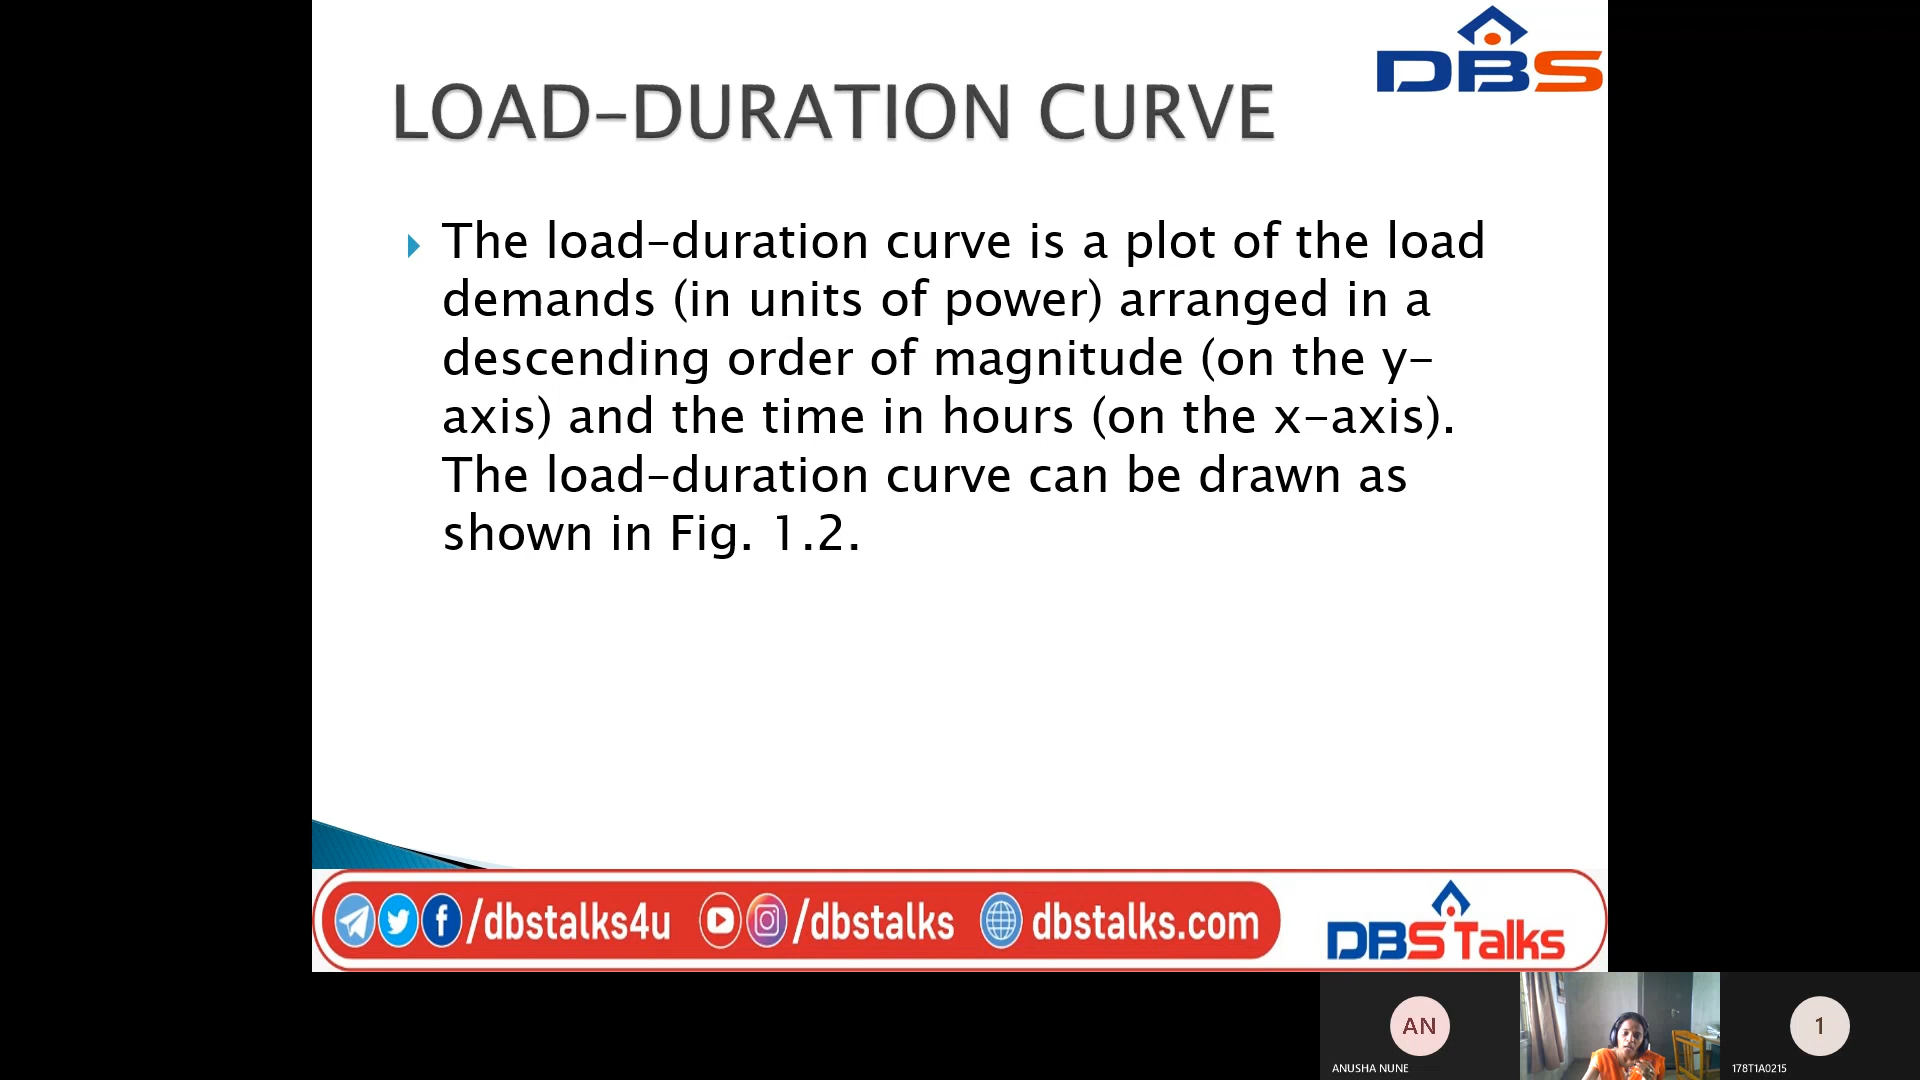 DBS
LOAD-DURATION CURVE
The load-duration curve is a plot of the load
demands (in units of power) arranged in a
descending order of magnitude (on the y-
axis) and the time in hours (on the x-axis).
The load-duration curve can be drawn as
shown in Fig. 1.2.
/dbstalks4u /dbstalks dbstalks.com
DBS Talks
AN
1
ANUSHA NUNE
178T1A0215